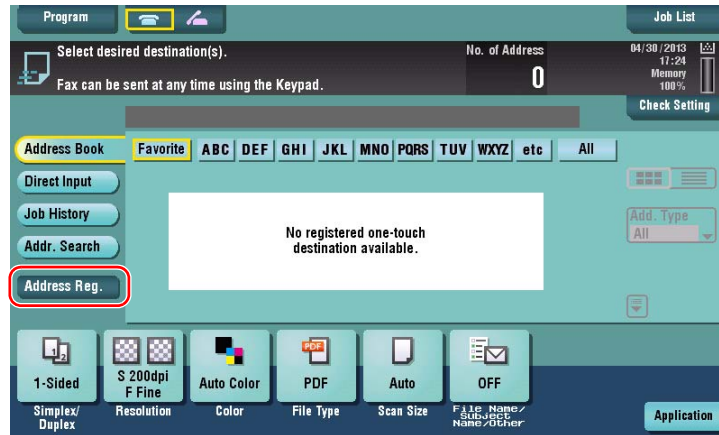 Program
Job List
Select desired destination(s).
No. of Address
04/30/2013
17:24
Fax can be sent at any time using the Keypad.
0
Memory
100%
Check Setting
Address Book
Favorite ABC DEF GHI JKL MNO PQRS TUV WXYZ etc All
Direct Input
Job History
Add. Type
All
No registered one-touch
destination available.
Addr. Search
Address Reg.
1 2
PDF
1-Sided
S 200dpi
F Fine
Auto Color
PDF
Auto
OFF
Simplex/
Duplex
Resolution
Color
File Type
Scan Size
File Name/
Subject
Name/Other
Application